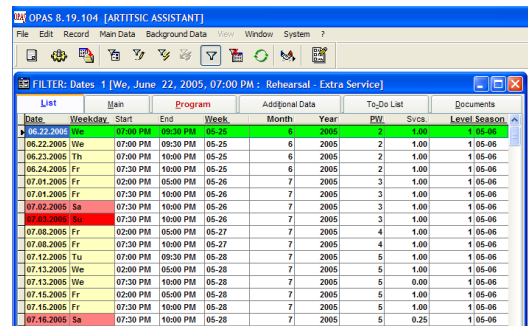 OPAS 8.19.104 [ARTITSIC ASSISTANT]
File Edit Record Main Data Background Data View Window System ?
FILTER: Dates 1 [We, June 22, 2005, 07:00 PM : Rehearsal - Extra Service]
List Main Program Additional Data To-Do List Documents
Date Weekday Start End Week Month Year PW Svcs. Level Season
06.22.2005 We 07:00 PM 09:30 PM 05-25 6 2005 2 1.00 1 05-06
06.22.2005 We 07:00 PM 09:30 PM 05-25 6 2005 2 1.00 1 05-06
06.23.2005 Th 07:30 PM 10:00 PM 05-25 6 2005 2 1.00 1 05-06
06.24.2005 Fr 07:30 PM 10:00 PM 05-25 6 2005 2 1.00 1 05-06
07.01.2005 Fr 02:00 PM 05:00 PM 05-26 7 2005 3 1.00 1 05-06
07.01.2005 Fr 07:30 PM 10:00 PM 05-26 7 2005 3 1.00 1 05-06
07.02.2005 Sa 07:30 PM 10:00 PM 05-26 7 2005 3 1.00 1 05-06
07.03.2005 Su 07:30 PM 10:00 PM 05-26 7 2005 3 1.00 1 05-06
07.08.2005 Fr 02:00 PM 05:00 PM 05-27 7 2005 4 1.00 1 05-06
07.08.2005 Fr 07:30 PM 10:00 PM 05-27 7 2005 4 1.00 1 05-06
07.12.2005 Tu 07:00 PM 09:30 PM 05-28 7 2005 5 1.00 1 05-06
07.13.2005 We 02:00 PM 05:00 PM 05-28 7 2005 5 1.00 1 05-06
07.13.2005 We 07:30 PM 10:00 PM 05-28 7 2005 5 0.00 1 05-06
07.15.2005 Fr 02:00 PM 05:00 PM 05-28 7 2005 5 1.00 1 05-06
07.15.2005 Fr 07:30 PM 10:00 PM 05-28 7 2005 5 1.00 1 05-06
07.16.2005 Sa 07:30 PM 10:00 PM 05-28 7 2005 5 0.25 1 05-06